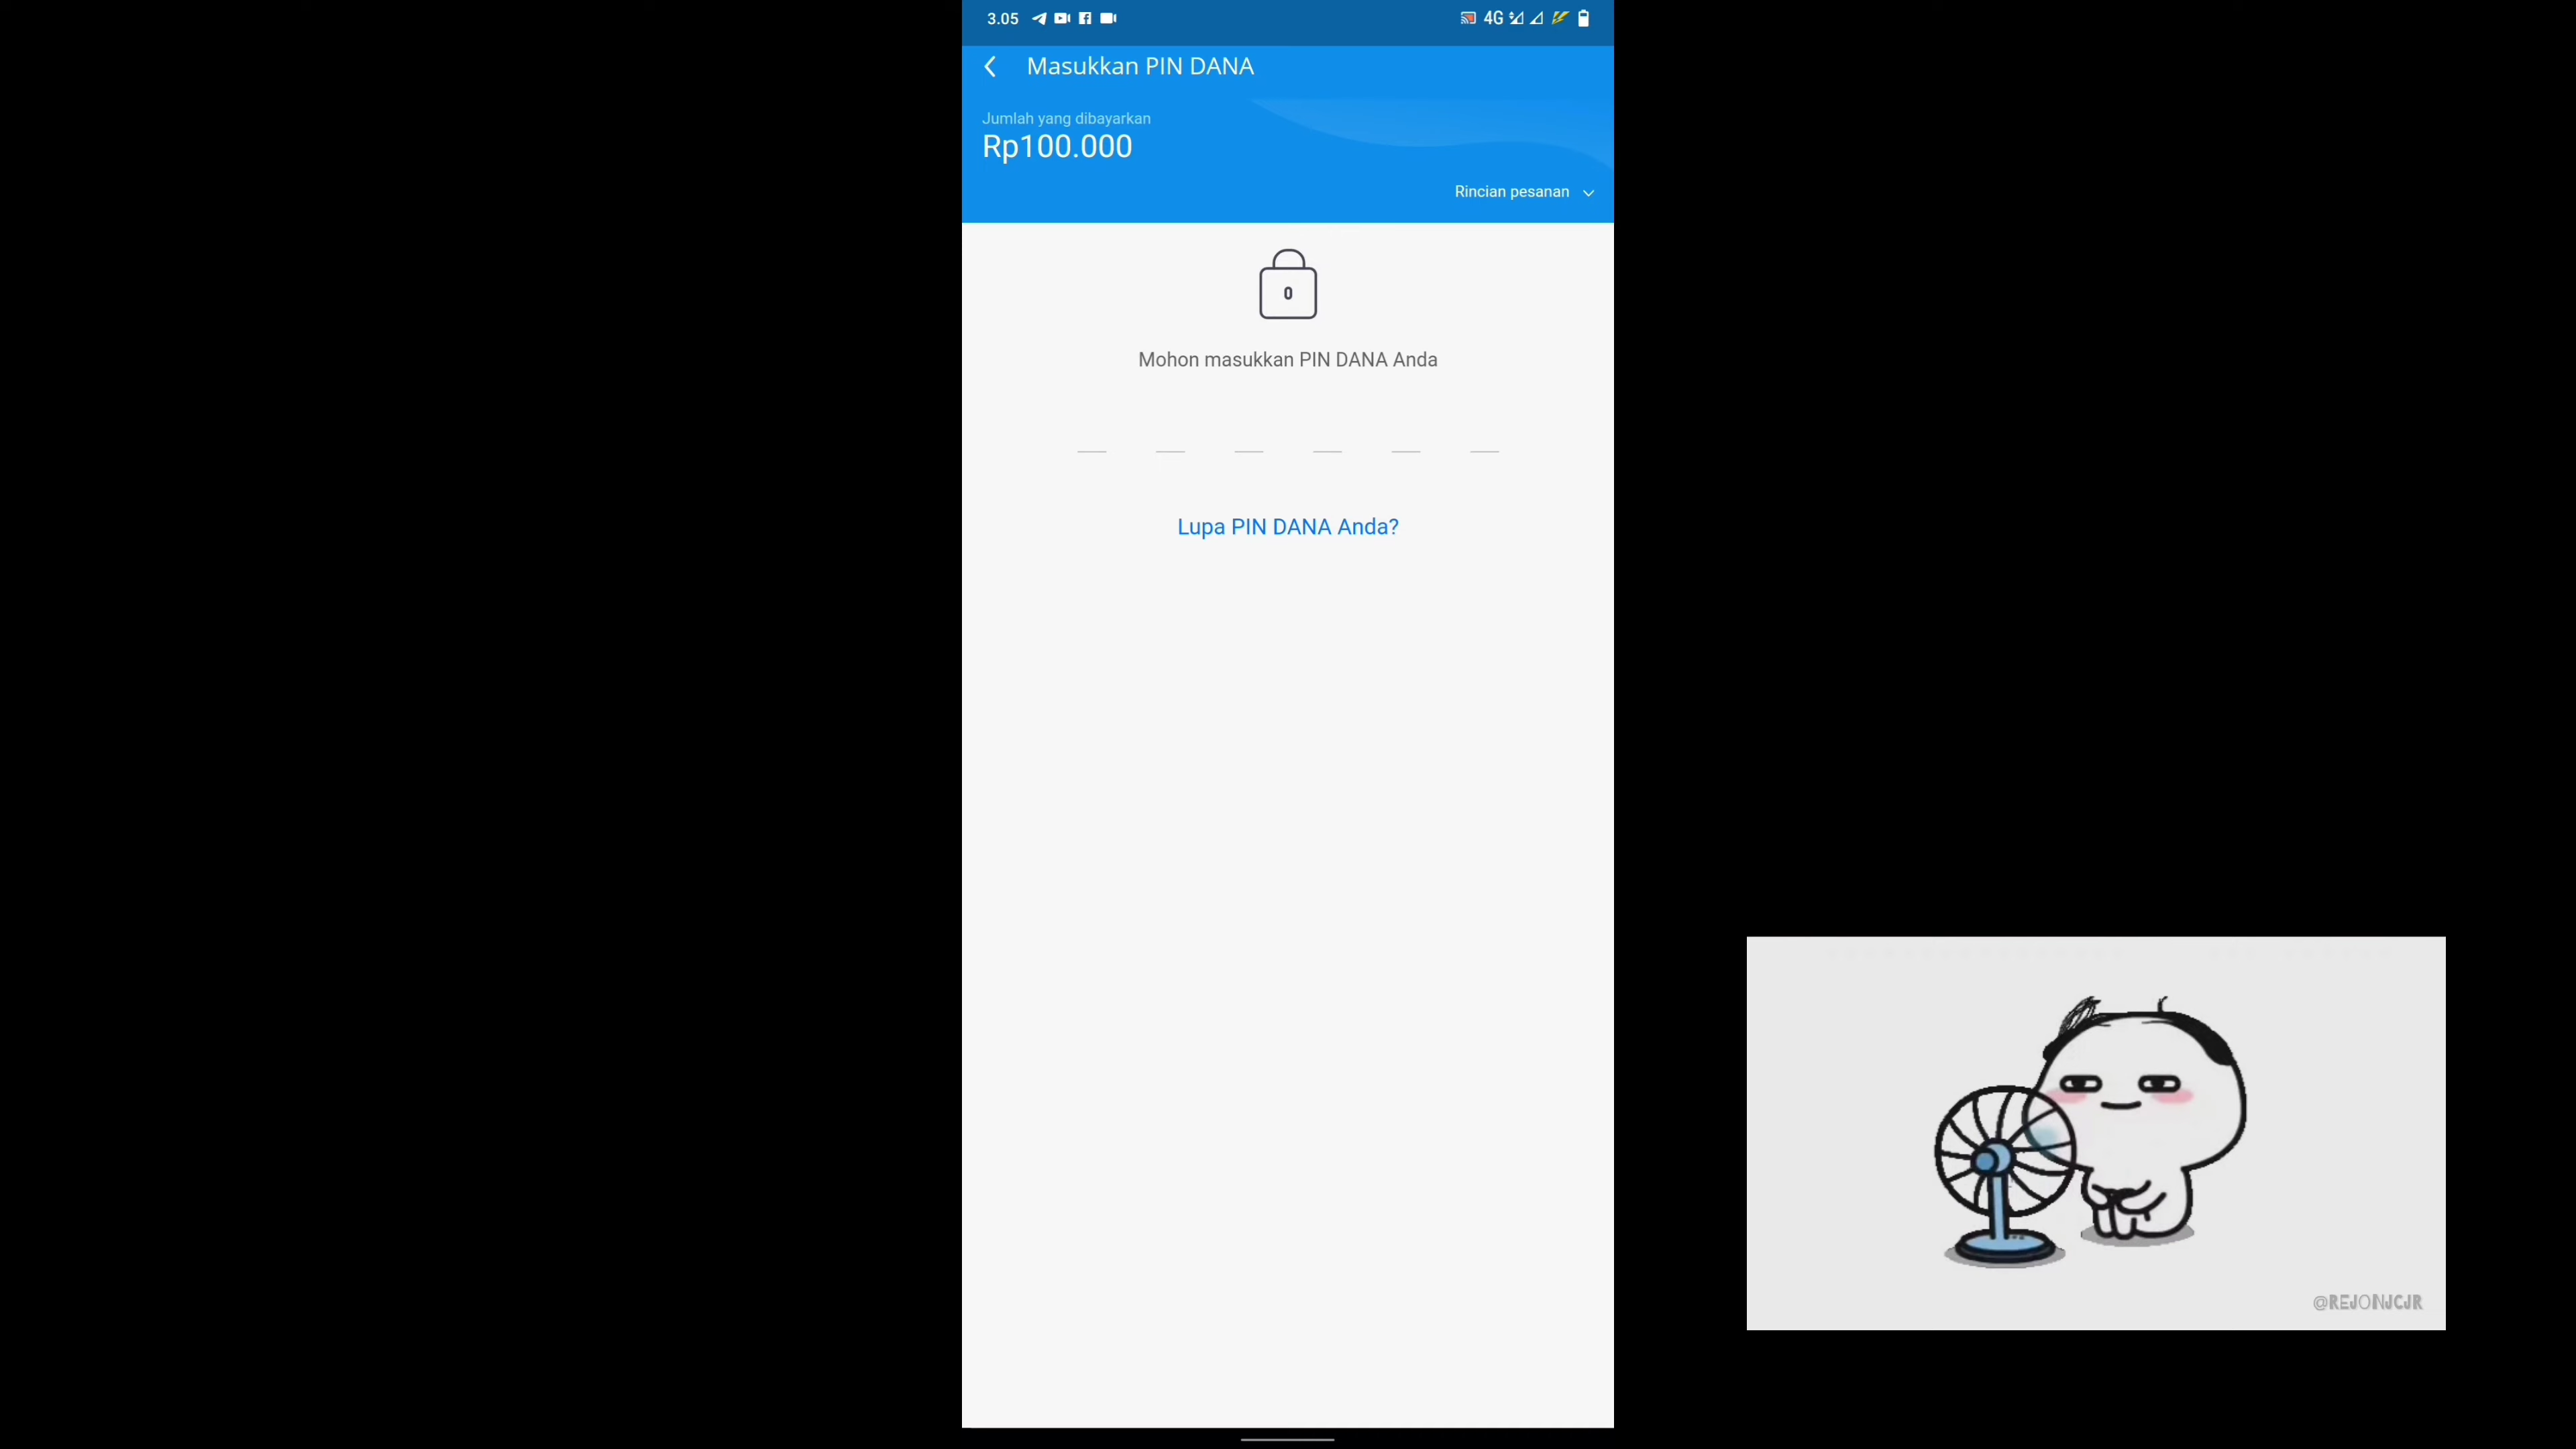 3.05
4G
Masukkan PIN DANA
Jumlah yang dibayarkan
Rp100.000
Rincian pesanan
0
Mohon masukkan PIN DANA Anda
Lupa PIN DANA Anda?
@REJOINJCJR